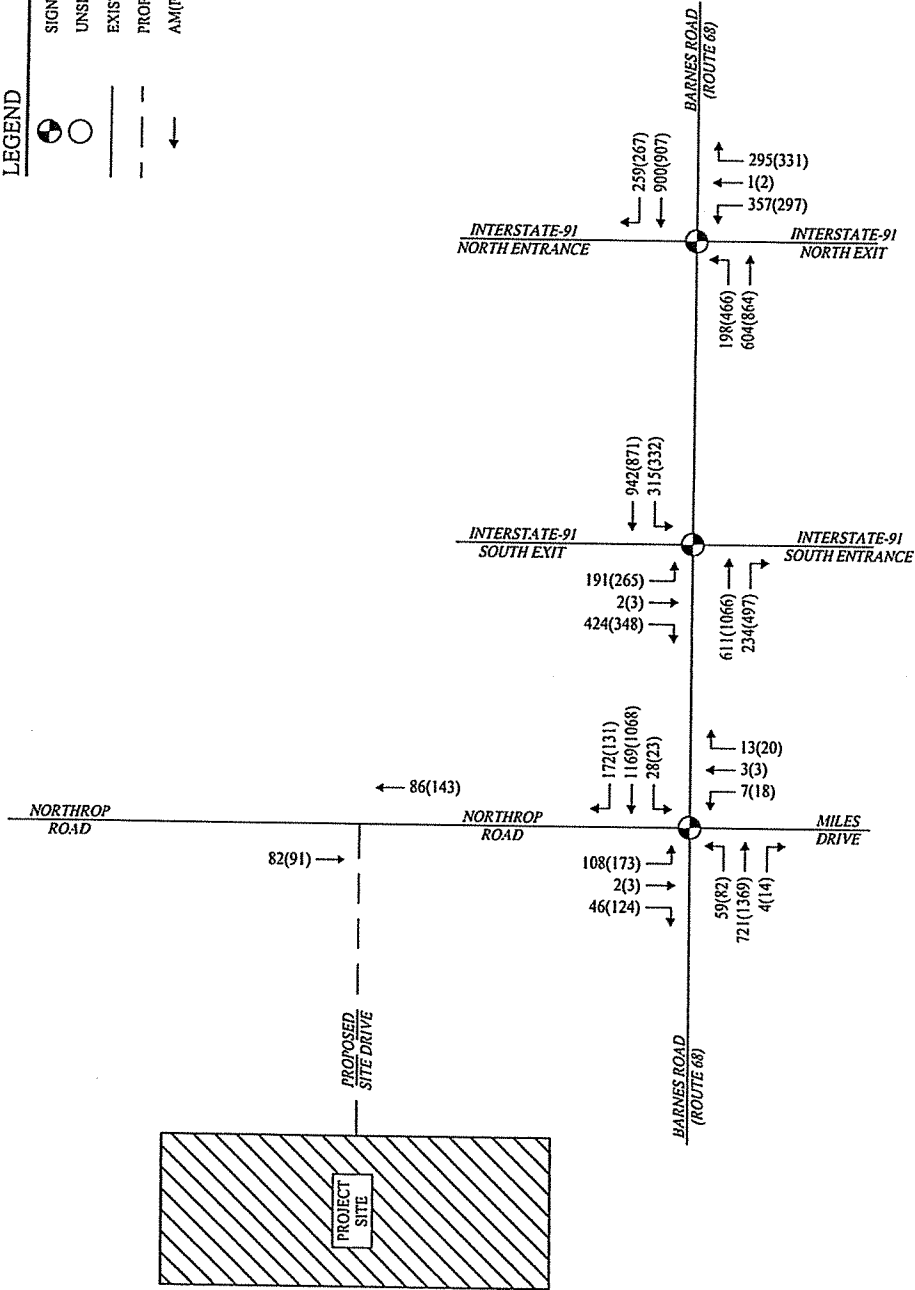 LEGEND
SIGN
UNSI
EXIST
PROP
AM(P
BARNES ROAD
(ROUTE 68)
259(267)
900(907)
295(331)
1(2)
357(297)
INTERSTATE-91
NORTH ENTRANCE
INTERSTATE-91
NORTH EXIT
198(466)
604(864)
942(871)
315(332)
INTERSTATE-91
SOUTH EXIT
INTERSTATE-91
SOUTH ENTRANCE
191(265)
2(3)
424(348)
611(1066)
234(497)
172(131)
1169(1068)
28(23)
13(20)
3(3)
7(18)
86(143)
NORTHROP
ROAD
NORTHROP
ROAD
MILES
DRIVE
82(91)
108(173)
2(3)
46(124)
59(82)
721(1369)
4(14)
PROPOSED
SITE DRIVE
BARNES ROAD
(ROUTE 68)
PROJECT
SITE